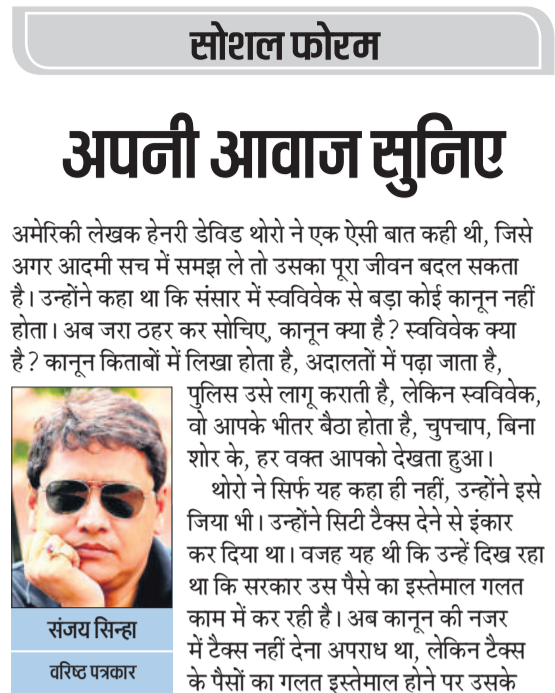 सोशल फोरम
अपनी आवाज सुनिए
अमेरिकी लेखक हेनरी डेविड थोरो ने एक ऐसी बात कही थी, जिसे
अगर आदमी सच में समझ ले तो उसका पूरा जीवन बदल सकता
है। उन्होंने कहा था कि संसार में स्वविवेक से बड़ा कोई कानून नहीं
होता। अब जरा ठहर कर सोचिए, कानून क्या है? स्वविवेक क्या
है? कानून किताबों में लिखा होता है, अदालतों में पढ़ा जाता है,
पुलिस उसे लागू कराती है, लेकिन स्वविवेक,
वो आपके भीतर बैठा होता है, चुपचाप, बिना
शोर के, हर वक्त आपको देखता हुआ।
थोरो ने सिर्फ यह कहा ही नहीं, उन्होंने इसे
जिया भी। उन्होंने सिटी टैक्स देने से इंकार
कर दिया था। वजह यह थी कि उन्हें दिख रहा
था कि सरकार उस पैसे का इस्तेमाल गलत
काम में कर रही है। अब कानून की नजर
में टैक्स नहीं देना अपराध था, लेकिन टैक्स
के पैसों का गलत इस्तेमाल होने पर उसके
संजय सिन्हा
वरिष्ठ पत्रकार